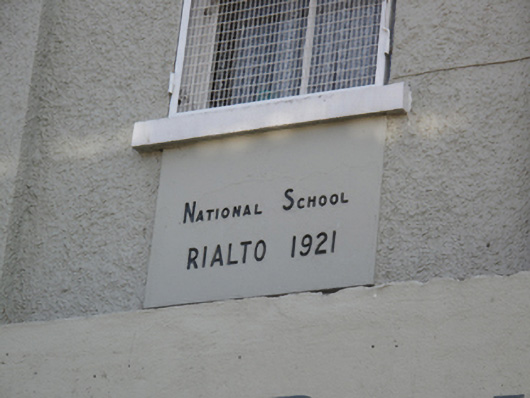 National School
RIALTO 1921